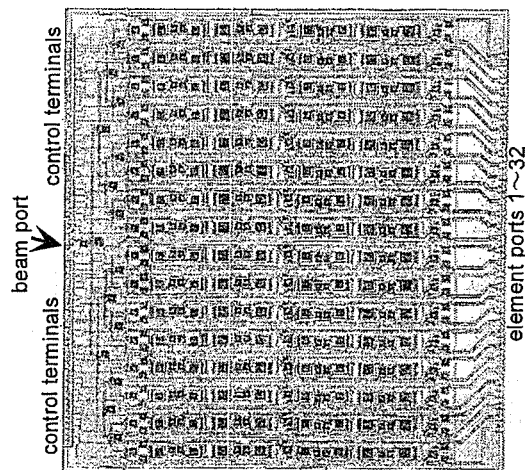 control terminals
beam port
control terminals
element ports 1~32